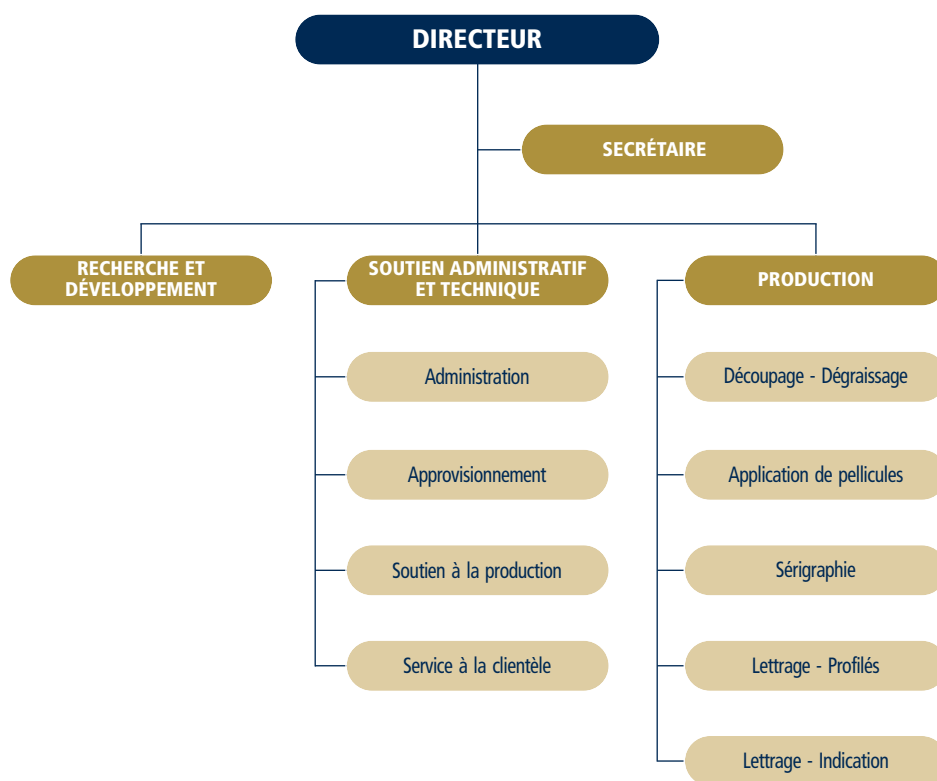 DIRECTEUR
SECRÉTAIRE
RECHERCHE ET
DÉVELOPPEMENT
SOUTIEN ADMINISTRATIF
ET TECHNIQUE
Administration
Approvisionnement
Soutien à la production
Service à la clientèle
PRODUCTION
Découpage - Dégraissage
Application de pellicules
Sérigraphie
Lettrage - Profilés
Lettrage - Indication